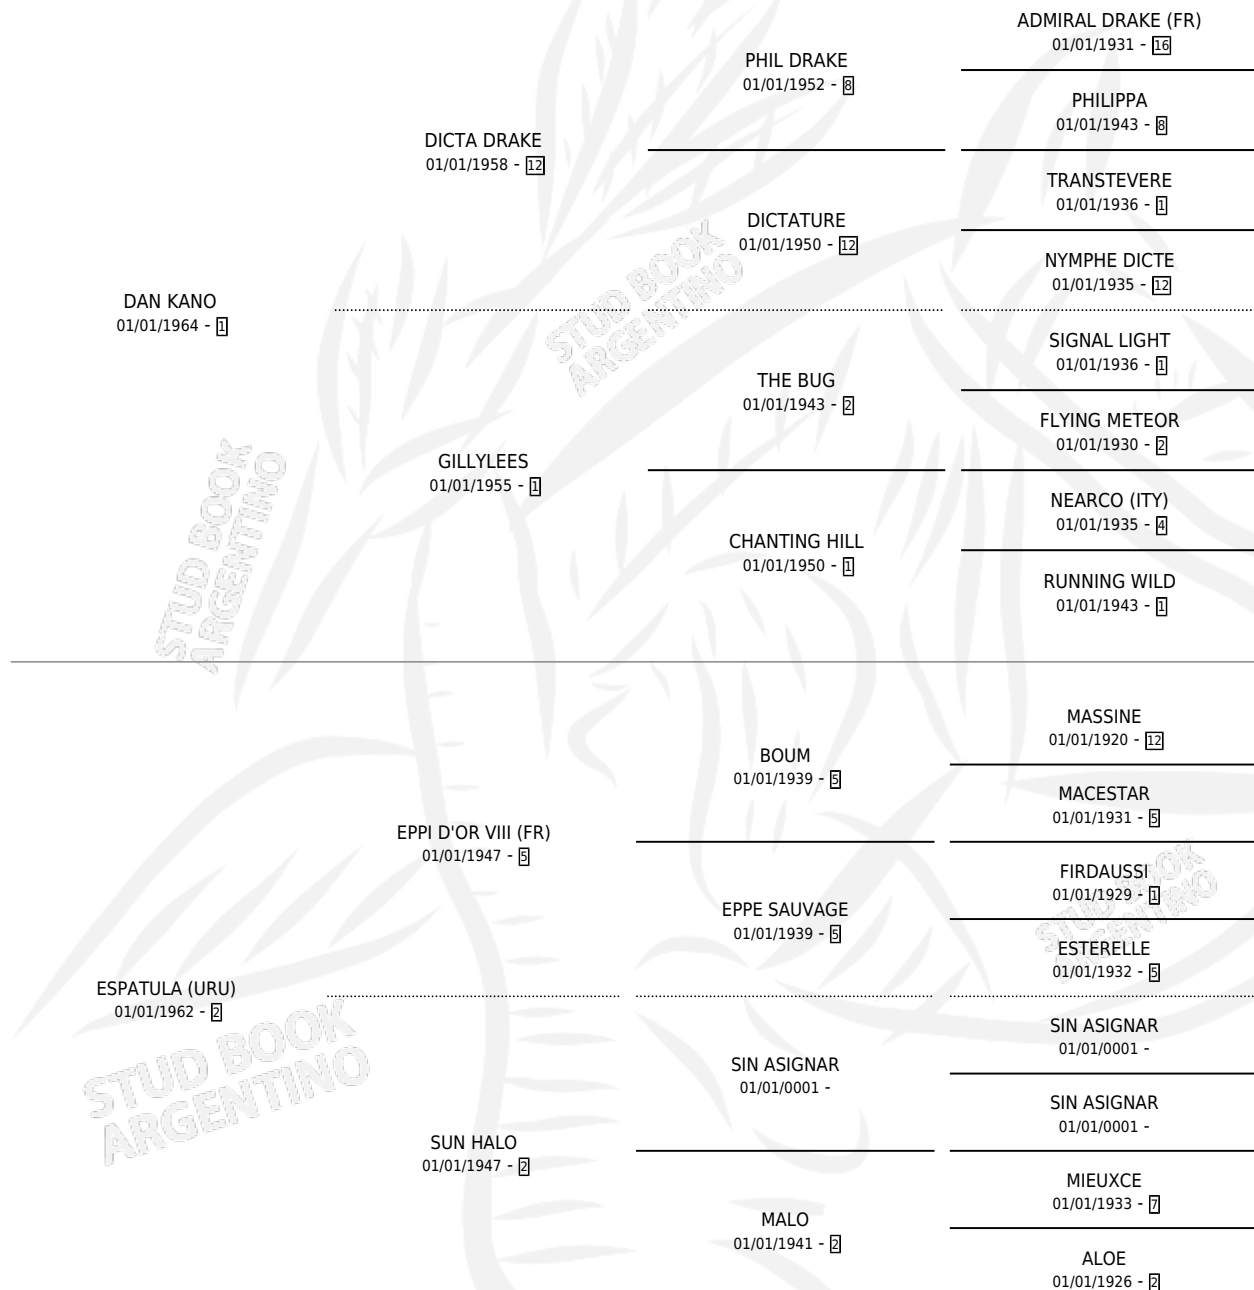 ADMIRAL DRAKE (FR)
01/01/1931 - 16
PHIL DRAKE
01/01/1952 - 8
PHILIPPA
01/01/1943 - 8
DICTA DRAKE
01/01/1958 - 12
TRANSTEVERE
01/01/1936 - 1
DICTATURE
01/01/1950 - 12
NYMPHE DICTE
01/01/1935 - 12
DAN KANO
01/01/1964 - 1
SIGNAL LIGHT
01/01/1936 - 1
THE BUG
01/01/1943 - 2
FLYING METEOR
01/01/1930 - 2
GILLYLEES
01/01/1955 - 1
NEARCO (ITY)
01/01/1935 - 4
CHANTING HILL
01/01/1950 - 1
RUNNING WILD
01/01/1943 - 1
MASSINE
01/01/1920 - 12
BOUM
01/01/1939 - 5
MACESTAR
01/01/1931 - 5
EPPI D'OR VIII (FR)
01/01/1947 - 5
FIRDAUSSI
01/01/1929 - 1
EPPE SAUVAGE
01/01/1939 - 5
ESTERELLE
01/01/1932 - 5
ESPATULA (URU)
01/01/1962 - 2
SIN ASIGNAR
01/01/0001 -
SIN ASIGNAR
01/01/0001 -
SIN ASIGNAR
01/01/0001 -
SUN HALO
01/01/1947 - 2
MIEUXCE
01/01/1933 - 7
MALO
01/01/1941 - 2
ALOE
01/01/1926 - 2
STUD BOOK
ARGENTINO
STUD BOOK
ARGENTINO
STUD BOOK
ARGENTINO
STUD BOOK
ARGENTINO